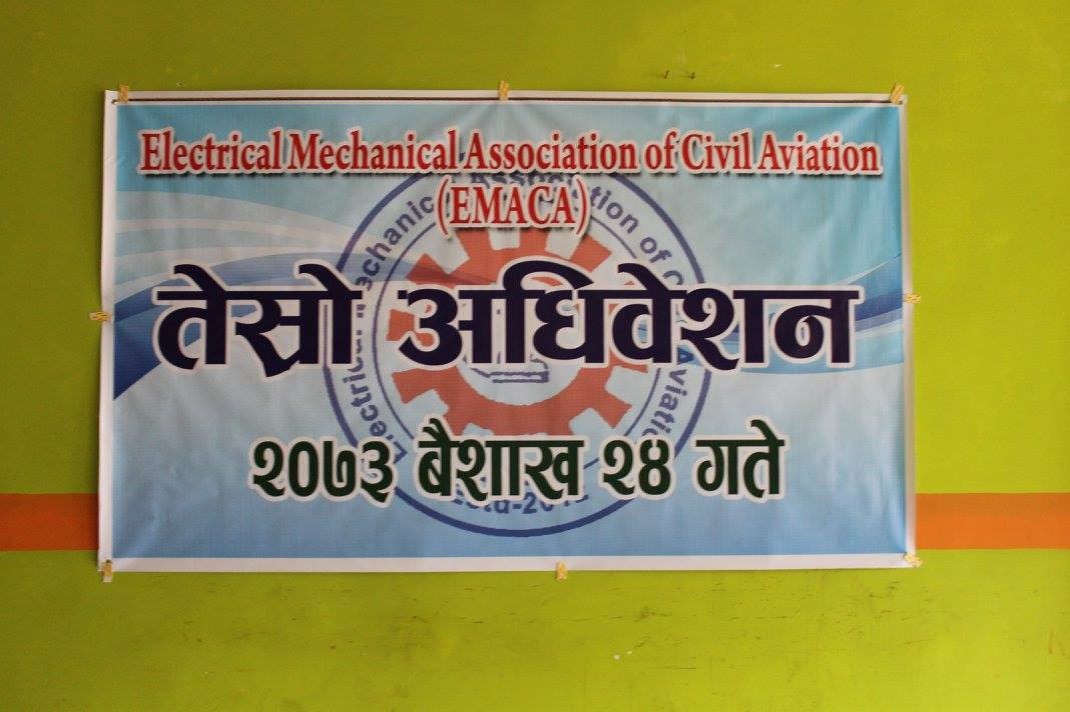 Electrical Mechanical Association of Civil Aviation
(EMACA)
तेस्रो अधिवेशन
२०७३ बैशाख २४ गते